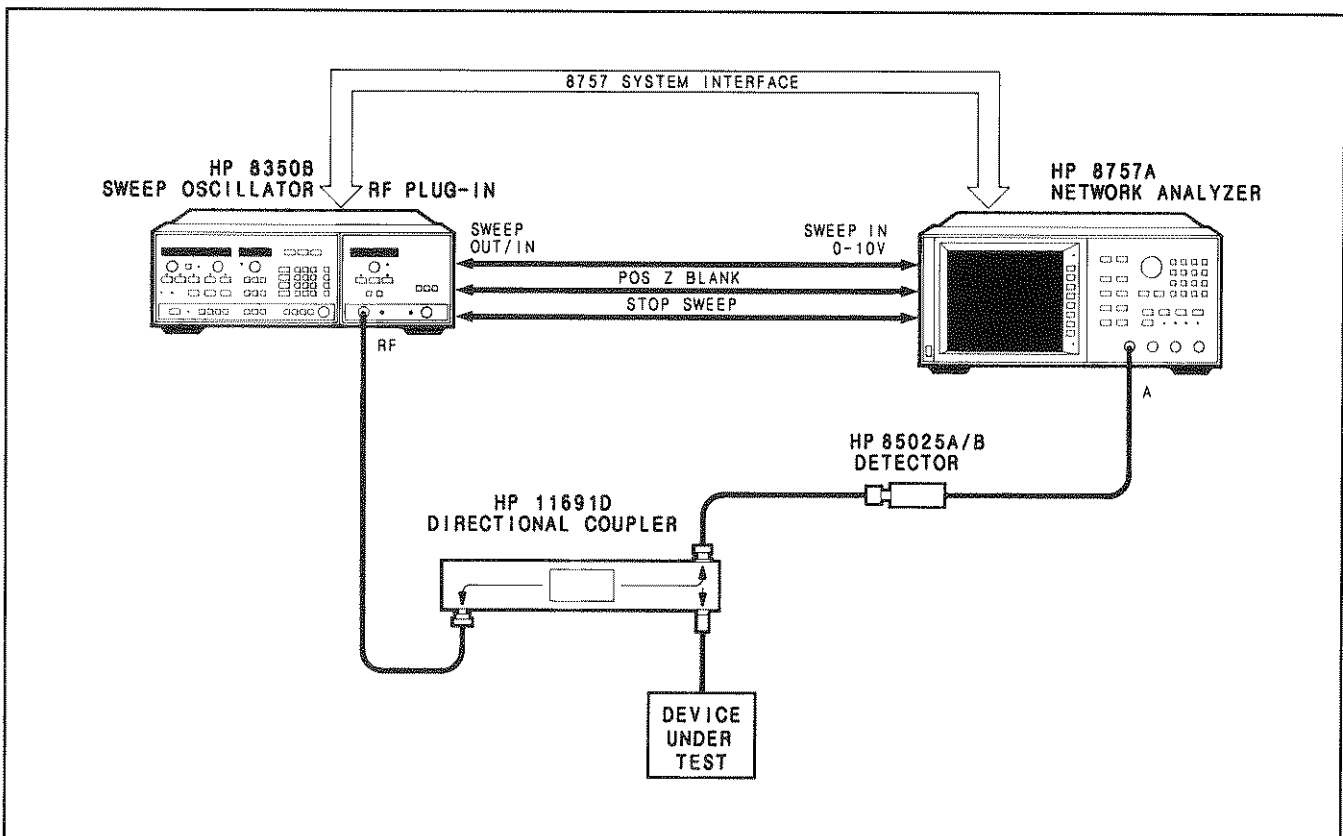 8757 SYSTEM INTERFACE
HP 8350B
SWEEP OSCILLATOR
RF PLUG-IN
HP 8757A
NETWORK ANALYZER
SWEEP
OUT/IN
SWEEP IN
0-10V
POS Z BLANK
STOP SWEEP
RF
A
HP 85025A/B
DETECTOR
HP 11691D
DIRECTIONAL COUPLER
DEVICE
UNDER
TEST